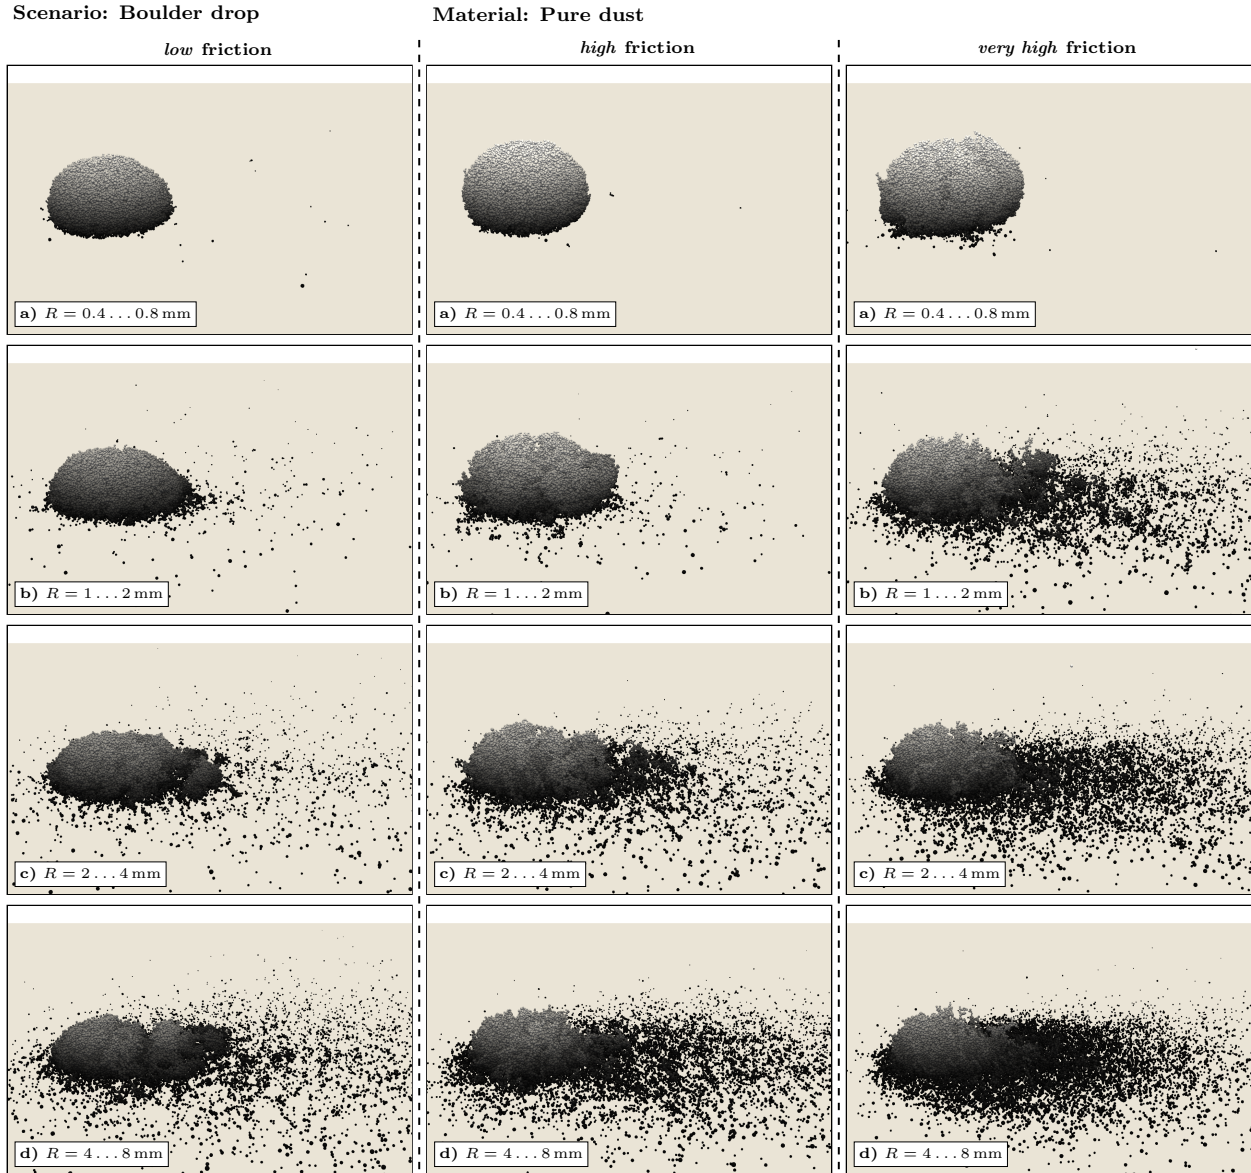 Scenario: Boulder drop Material: Pure dust
low friction high friction very high friction
a) R = 0.4 . . . 0.8 mm a) R = 0.4 . . . 0.8 mm a) R = 0.4 . . . 0.8 mm
b) R = 1 . . . 2 mm b) R = 1 . . . 2 mm b) R = 1 . . . 2 mm
c) R = 2 . . . 4 mm c) R = 2 . . . 4 mm c) R = 2 . . . 4 mm
d) R = 4 . . . 8 mm d) R = 4 . . . 8 mm d) R = 4 . . . 8 mm